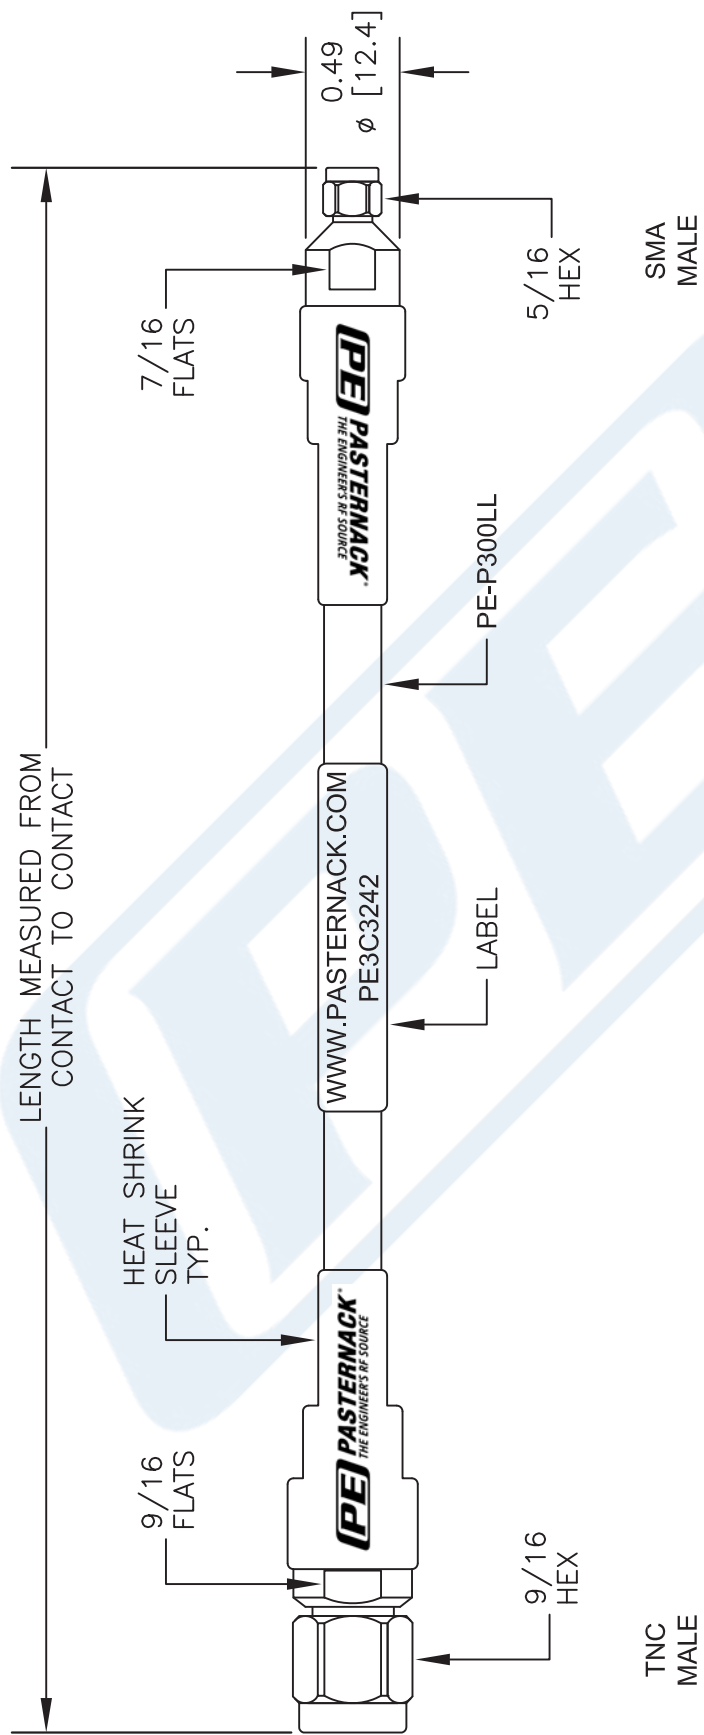 LENGTH MEASURED FROM
CONTACT TO CONTACT
0.49
ø [12.4]
9/16
FLATS
HEAT SHRINK
SLEEVE
TYP.
7/16
FLATS
PE PASTERNACK
THE ENGINEER'S RF SOURCE
WWW.PASTERNACK.COM
PE3C3242
PE PASTERNACK
THE ENGINEER'S RF SOURCE
9/16
HEX
LABEL
PE-P300LL
5/16
HEX
TNC
MALE
SMA
MALE